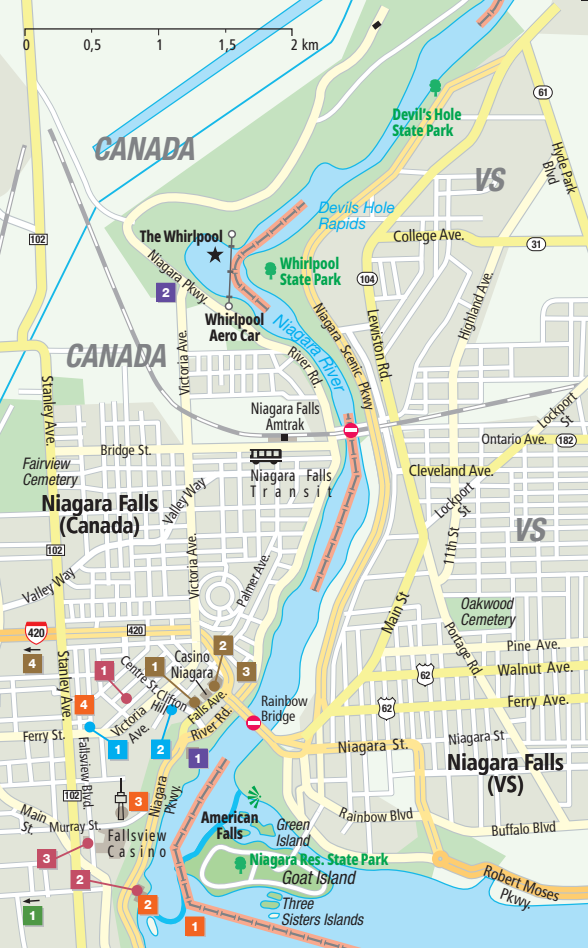 0 0,5 1 1,5 2 km
61
Devil's Hole
State Park
CANADA
Hyde Park
Blvd
VS
Devils Hole
Rapids
102
The Whirlpool
College Ave.
31
Niagara Pkwy.
Whirlpool
State Park
104
2
Highland Ave.
Whirlpool
Aero Car
Niagara River
Niagara Scenic Pkwy
Lewiston Rd.
CANADA
Victoria Ave.
River Rd.
Stanley Ave.
Niagara Falls
Amtrak
Lockport
St
Bridge St.
Ontario Ave.
182
Fairview
Cemetery
Niagara Falls
Transit
Cleveland Ave.
Valley Way
Lockport
St
Niagara Falls
(Canada)
VS
102
11th St
Victoria Ave.
Palmer Ave.
Valley Way
Oakwood
Cemetery
Main St
Portage Rd.
420
420
4
Stanley Ave.
1
Centre St.
1
Casino
Niagara
2
3
Pine Ave.
Walnut Ave.
62
4
Clifton
Hill
Falls Ave.
Rainbow
Bridge
62
Ferry Ave.
Victoria
Ave.
River Rd.
Ferry St.
1
2
1
Niagara St.
Niagara St.
Fallsview Blvd.
Niagara Falls
(VS)
102
3
Niagara
Pkwy.
Main
St.
Murray St.
Fallsview
Casino
American
Falls
Green
Island
Rainbow Blvd
Buffalo Blvd
3
Niagara Res. State Park
Goat Island
2
Robert Moses
Pkwy.
2
Three
Sisters Islands
1
1